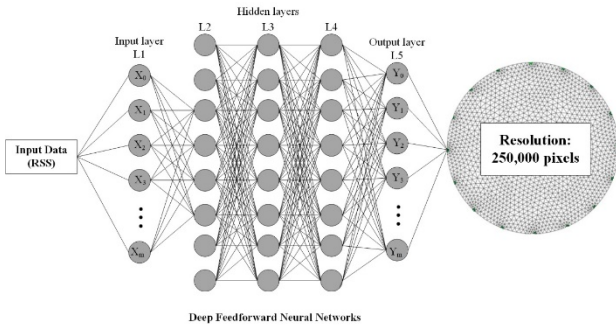 Hidden layers
L2
L3
L4
Input layer
L1
Output layer
L5
X₀
X₁
X₂
X₃
Xₘ
Y₀
Y₁
Y₂
Y₃
Yₘ
Input Data
(RSS)
Resolution:
250,000 pixels
Deep Feedforward Neural Networks